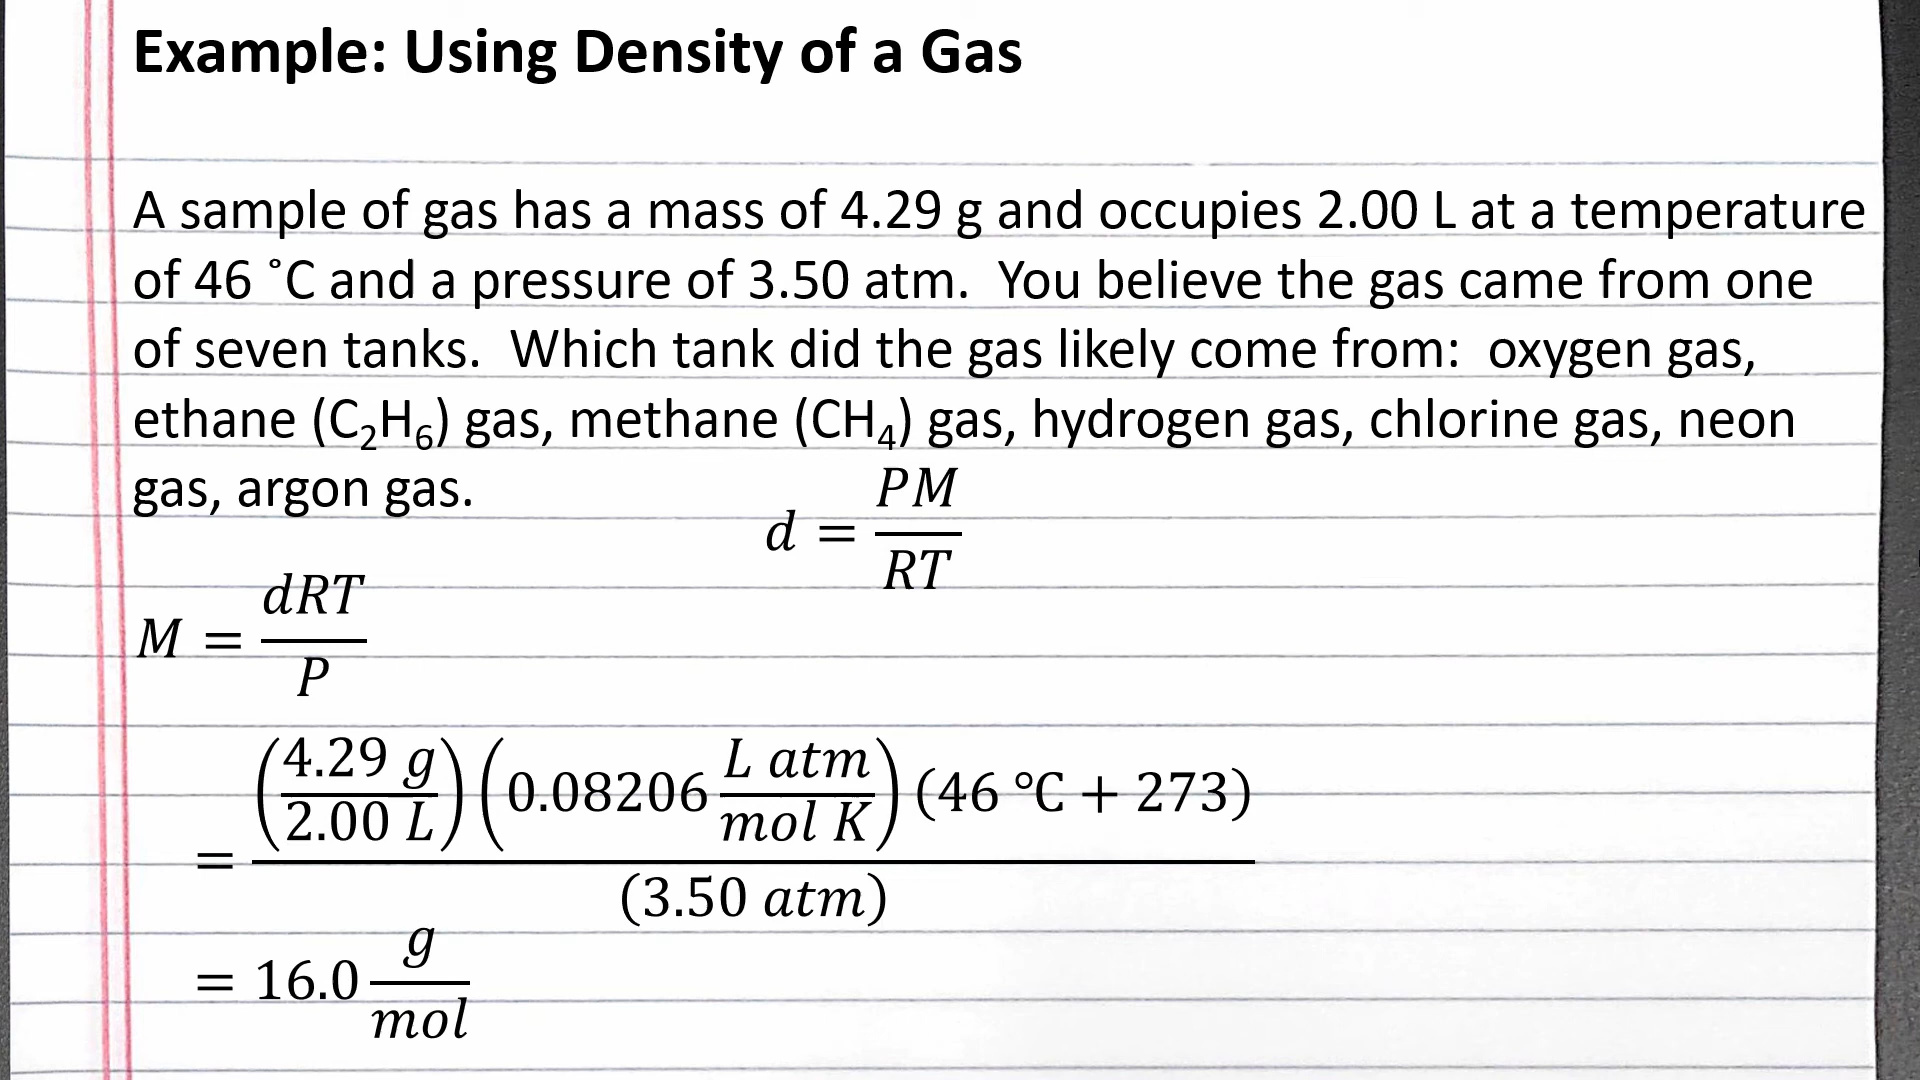 Example: Using Density of a Gas
A sample of gas has a mass of 4.29 g and occupies 2.00 L at a temperature
of 46 ˚C and a pressure of 3.50 atm.  You believe the gas came from one
of seven tanks.  Which tank did the gas likely come from:  oxygen gas,
ethane (C₂H₆) gas, methane (CH₄) gas, hydrogen gas, chlorine gas, neon
gas, argon gas.
d = PM/RT
M = dRT/P
= (4.29 g/2.00 L)(0.08206 L atm/mol K)(46 °C + 273)/(3.50 atm)
= 16.0 g/mol